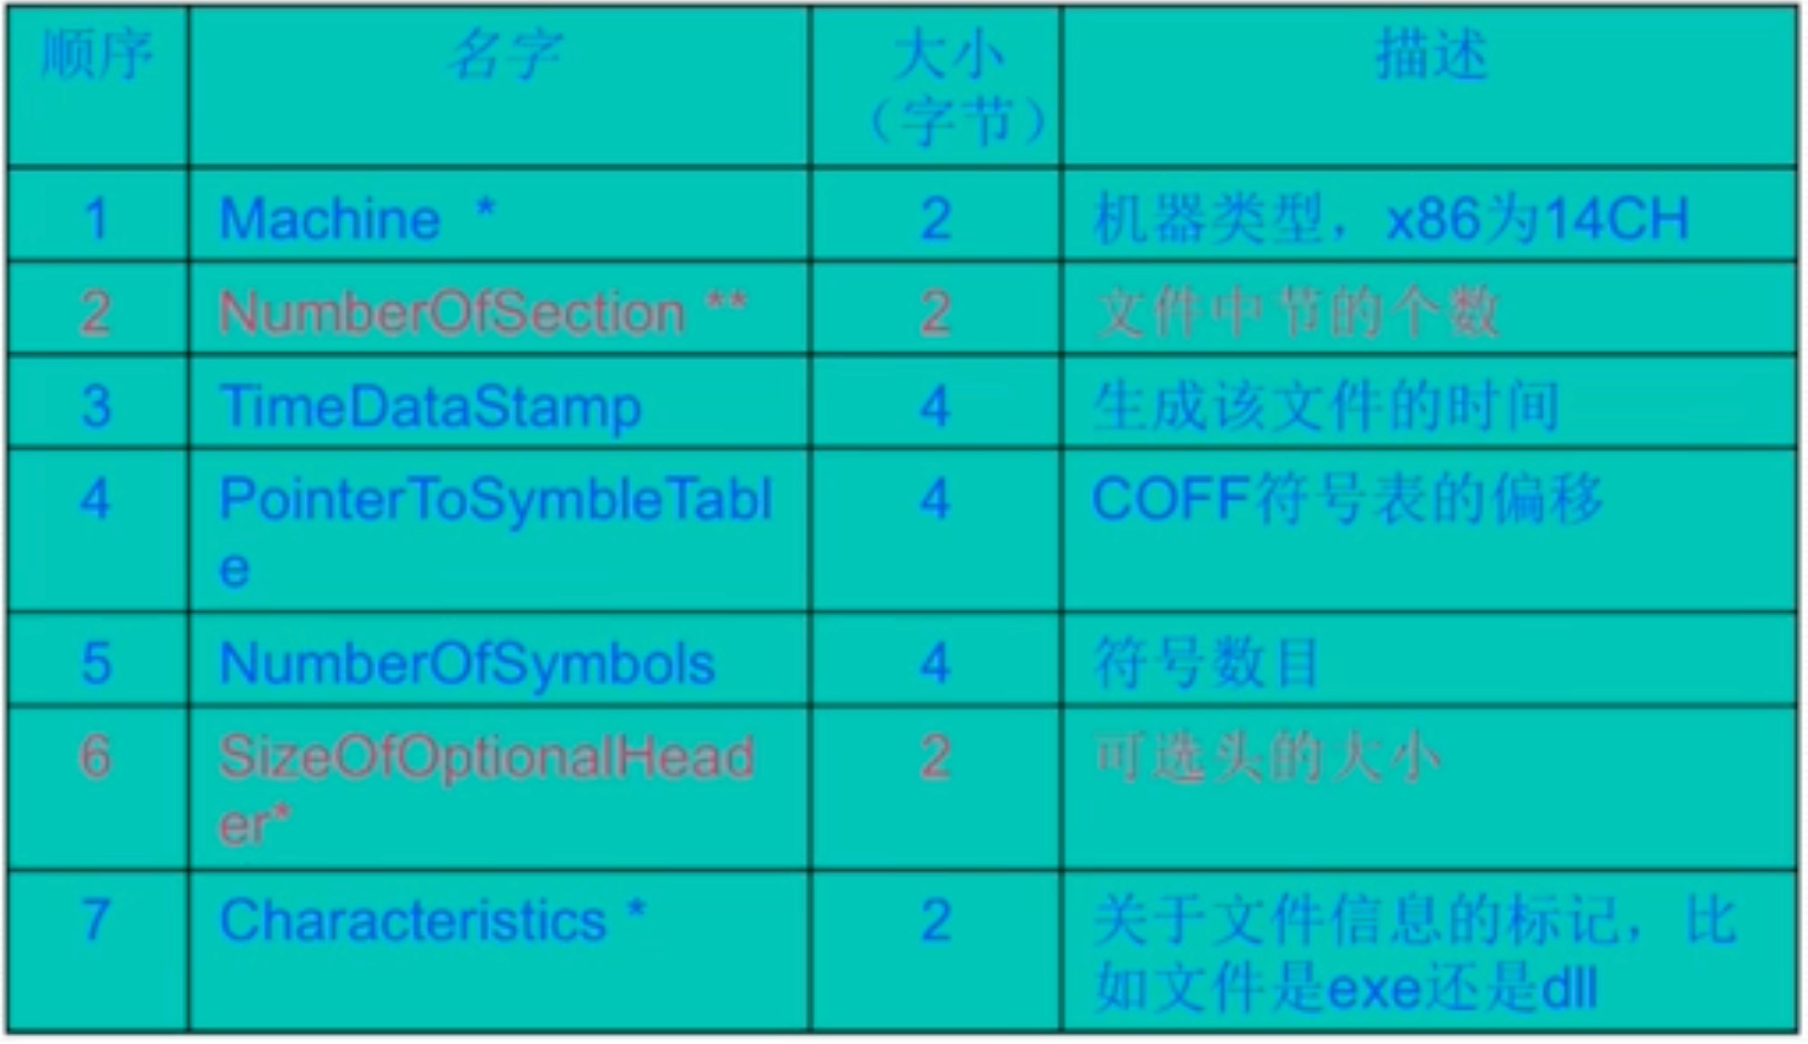 顺序 名字 大小 描述
（字节）
1 Machine * 2 机器类型，x86为14CH
2 NumberOfSection ** 2 文件中节的个数
3 TimeDataStamp 4 生成该文件的时间
4 PointerToSymbleTabl 4 COFF符号表的偏移
e
5 NumberOfSymbols 4 符号数目
6 SizeOfOptionalHead 2 可选头的大小
er*
7 Characteristics * 2 关于文件信息的标记，比
如文件是exe还是dll